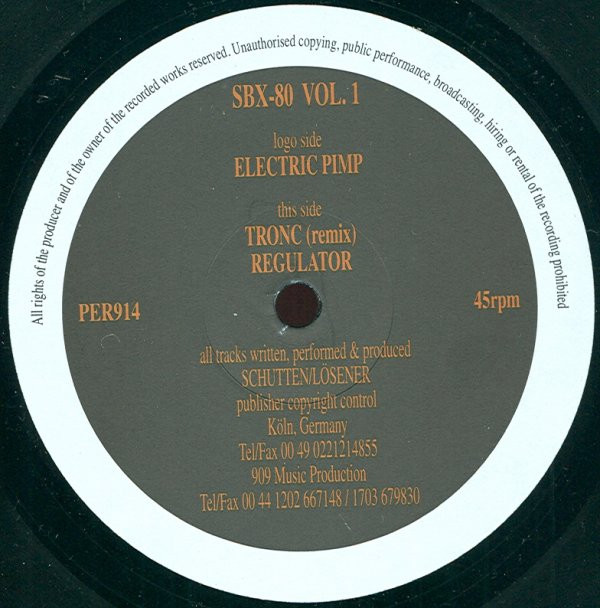 All rights of the producer and of the owner of the recorded works reserved. Unauthorised copying, public performance, broadcasting, hiring or rental of the recording prohibited
SBX-80 VOL. 1
logo side
ELECTRIC PIMP
this side
TRONC (remix)
REGULATOR
PER914
45rpm
all tracks written, performed & produced
SCHUTTEN/LÖSENER
publisher copyright control
Köln, Germany
Tel/Fax 00 49 0221214855
909 Music Production
Tel/Fax 00 44 1202 667148 / 1703 679830